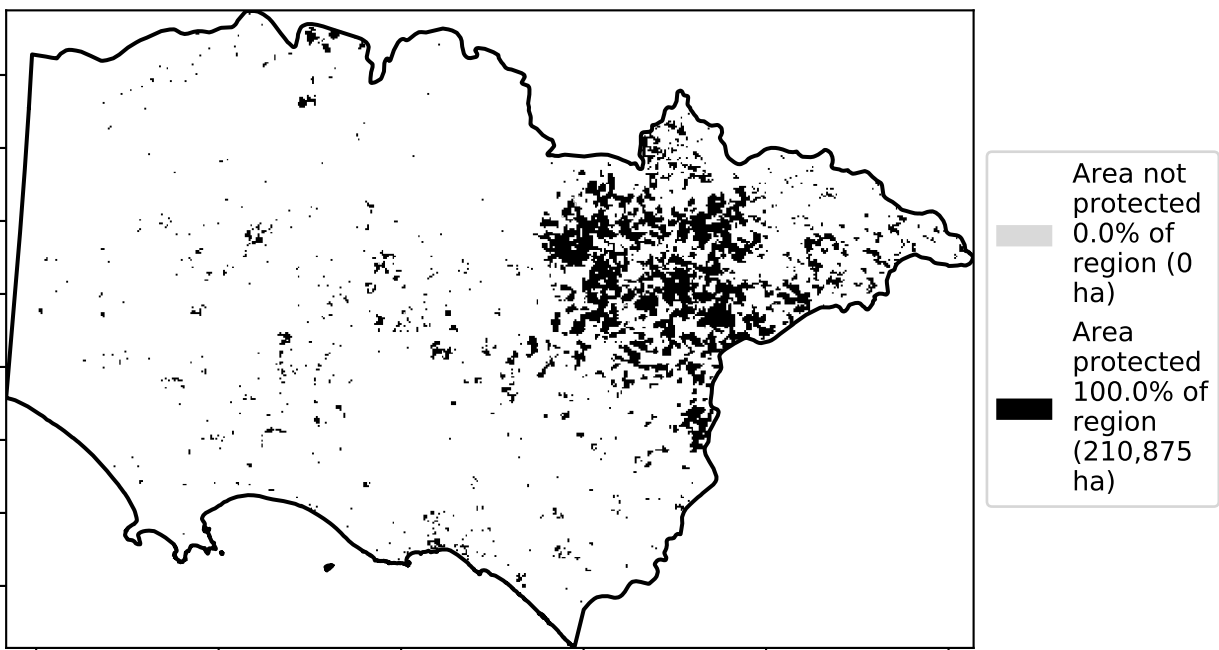 Area not
protected
0.0% of
region (0
ha)
Area
protected
100.0% of
region
(210,875
ha)